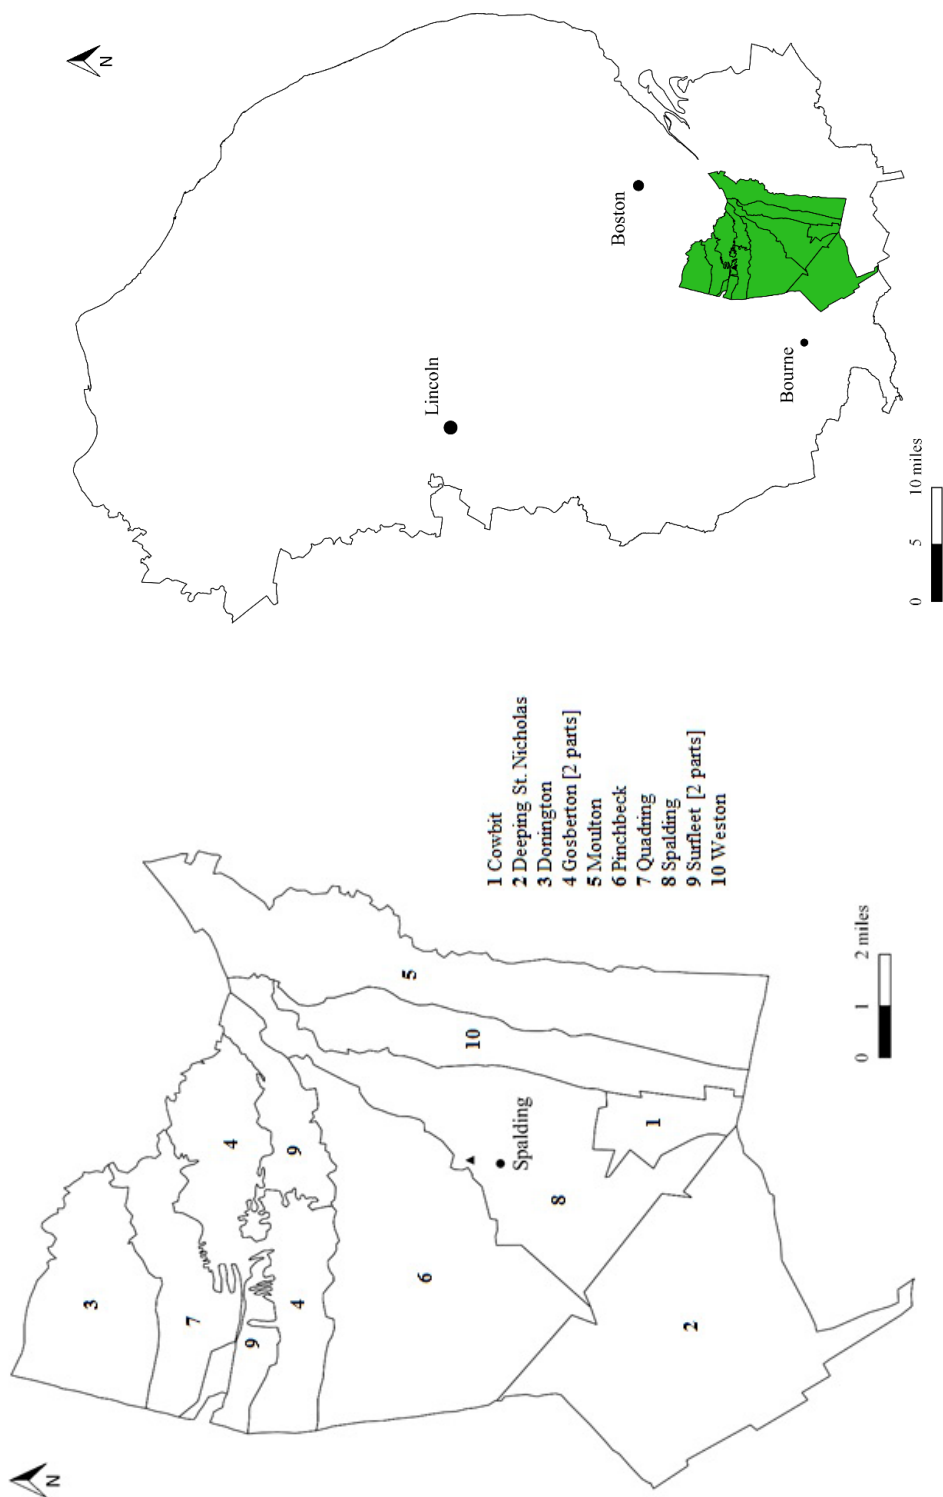 N
3
7
4
9
9
4
6
5
10
8
1
2
Spalding
0 1 2 miles
1 Cowbit
2 Deeping St. Nicholas
3 Donington
4 Gosberton [2 parts]
5 Moulton
6 Pinchbeck
7 Quadring
8 Spalding
9 Surfleet [2 parts]
10 Weston
N
Lincoln
Boston
Bourne
0 5 10 miles